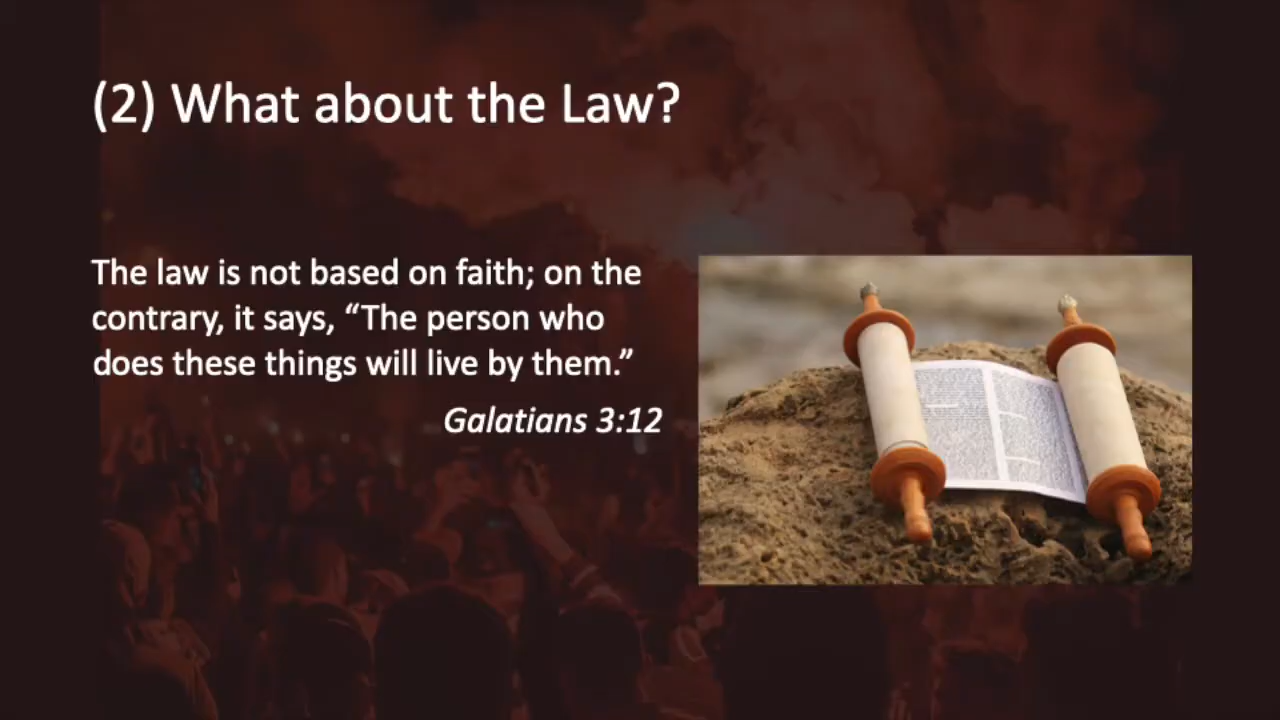 (2) What about the Law?
The law is not based on faith; on the
contrary, it says, “The person who
does these things will live by them.”
Galatians 3:12